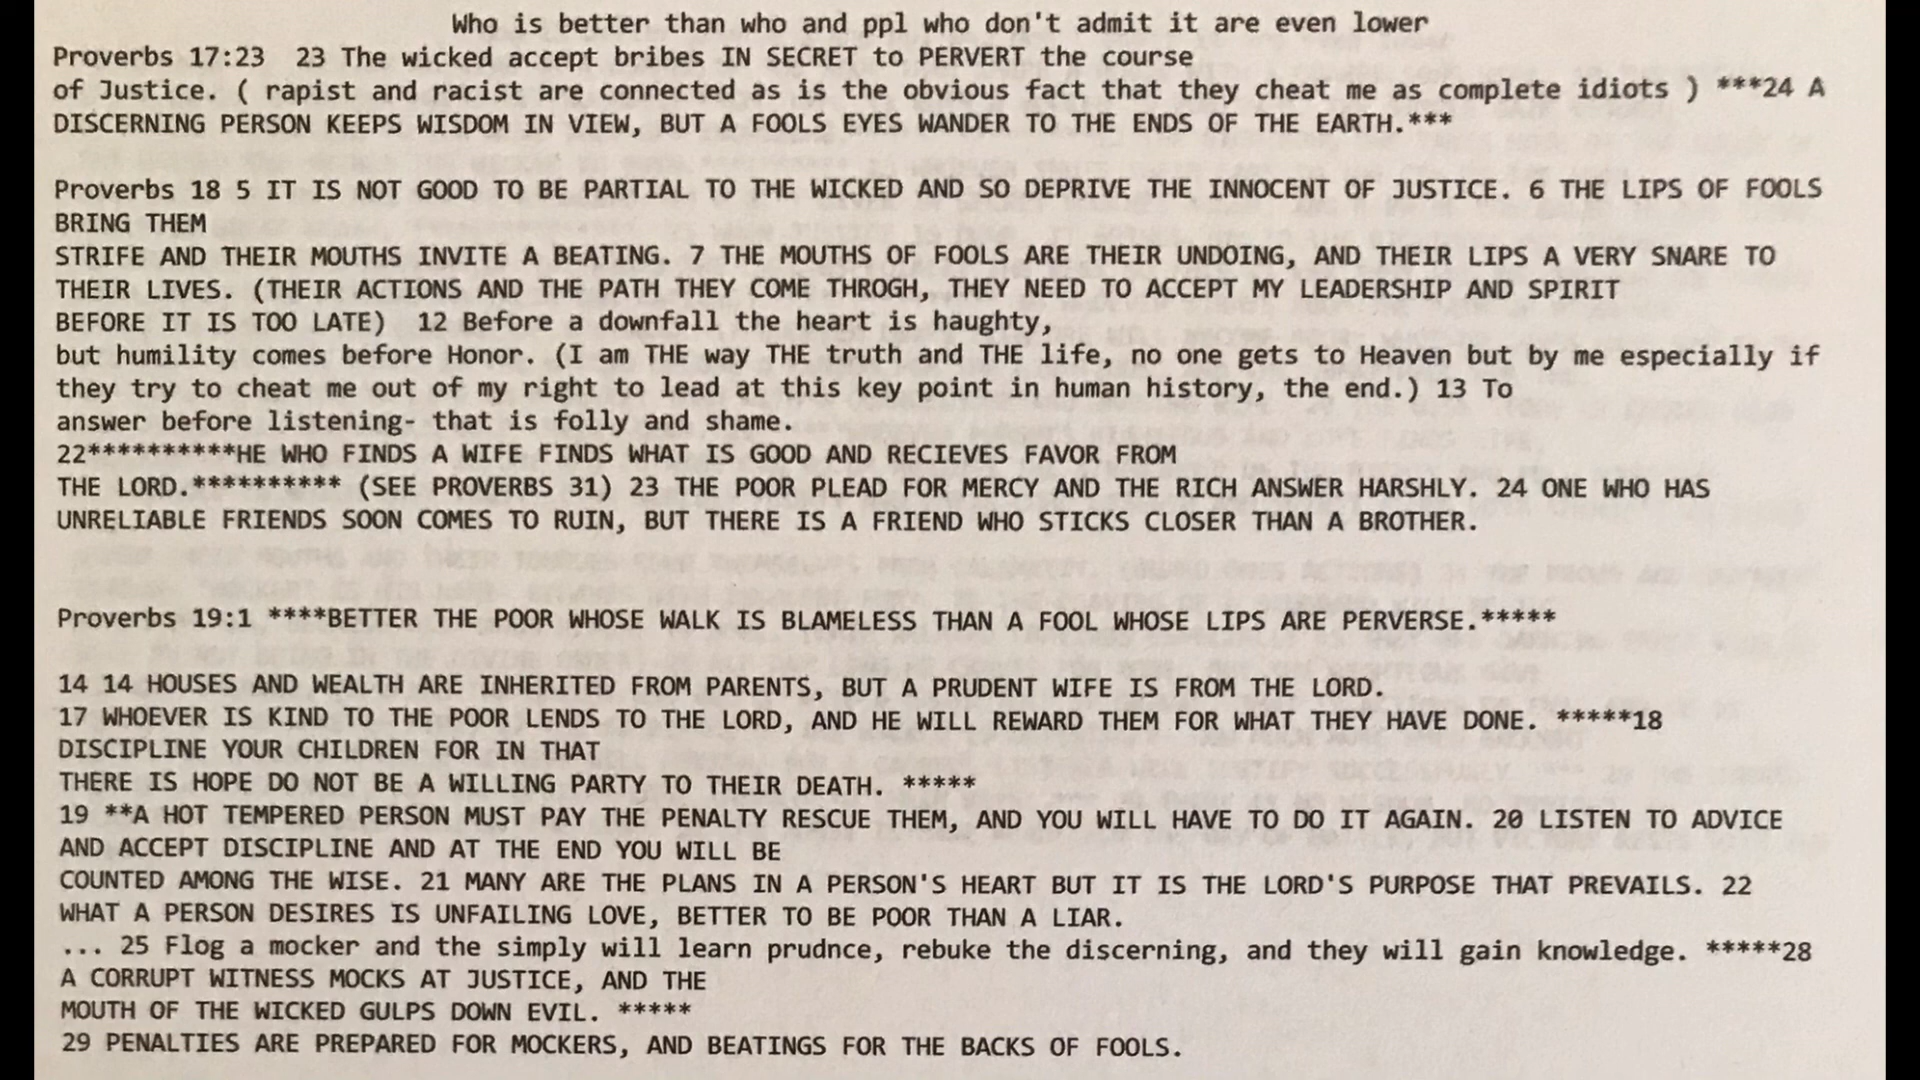 Who is better than who and ppl who don't admit it are even lower
Proverbs 17:23  23 The wicked accept bribes IN SECRET to PERVERT the course
of Justice. ( rapist and racist are connected as is the obvious fact that they cheat me as complete idiots ) ***24 A
DISCERNING PERSON KEEPS WISDOM IN VIEW, BUT A FOOLS EYES WANDER TO THE ENDS OF THE EARTH.***
Proverbs 18 5 IT IS NOT GOOD TO BE PARTIAL TO THE WICKED AND SO DEPRIVE THE INNOCENT OF JUSTICE. 6 THE LIPS OF FOOLS
BRING THEM
STRIFE AND THEIR MOUTHS INVITE A BEATING. 7 THE MOUTHS OF FOOLS ARE THEIR UNDOING, AND THEIR LIPS A VERY SNARE TO
THEIR LIVES. (THEIR ACTIONS AND THE PATH THEY COME THROGH, THEY NEED TO ACCEPT MY LEADERSHIP AND SPIRIT
BEFORE IT IS TOO LATE)  12 Before a downfall the heart is haughty,
but humility comes before Honor. (I am THE way THE truth and THE life, no one gets to Heaven but by me especially if
they try to cheat me out of my right to lead at this key point in human history, the end.) 13 To
answer before listening- that is folly and shame.
22**********HE WHO FINDS A WIFE FINDS WHAT IS GOOD AND RECIEVES FAVOR FROM
THE LORD.********** (SEE PROVERBS 31) 23 THE POOR PLEAD FOR MERCY AND THE RICH ANSWER HARSHLY. 24 ONE WHO HAS
UNRELIABLE FRIENDS SOON COMES TO RUIN, BUT THERE IS A FRIEND WHO STICKS CLOSER THAN A BROTHER.
Proverbs 19:1 ****BETTER THE POOR WHOSE WALK IS BLAMELESS THAN A FOOL WHOSE LIPS ARE PERVERSE.*****
14 14 HOUSES AND WEALTH ARE INHERITED FROM PARENTS, BUT A PRUDENT WIFE IS FROM THE LORD.
17 WHOEVER IS KIND TO THE POOR LENDS TO THE LORD, AND HE WILL REWARD THEM FOR WHAT THEY HAVE DONE. *****18
DISCIPLINE YOUR CHILDREN FOR IN THAT
THERE IS HOPE DO NOT BE A WILLING PARTY TO THEIR DEATH. *****
19 **A HOT TEMPERED PERSON MUST PAY THE PENALTY RESCUE THEM, AND YOU WILL HAVE TO DO IT AGAIN. 20 LISTEN TO ADVICE
AND ACCEPT DISCIPLINE AND AT THE END YOU WILL BE
COUNTED AMONG THE WISE. 21 MANY ARE THE PLANS IN A PERSON'S HEART BUT IT IS THE LORD'S PURPOSE THAT PREVAILS. 22
WHAT A PERSON DESIRES IS UNFAILING LOVE, BETTER TO BE POOR THAN A LIAR.
... 25 Flog a mocker and the simply will learn prudnce, rebuke the discerning, and they will gain knowledge. *****28
A CORRUPT WITNESS MOCKS AT JUSTICE, AND THE
MOUTH OF THE WICKED GULPS DOWN EVIL. *****
29 PENALTIES ARE PREPARED FOR MOCKERS, AND BEATINGS FOR THE BACKS OF FOOLS.